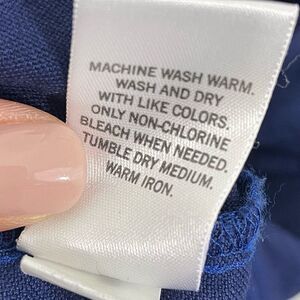 MACHINE WASH WARM.
WASH AND DRY
WITH LIKE COLORS.
ONLY NON-CHLORINE
BLEACH WHEN NEEDED.
TUMBLE DRY MEDIUM.
WARM IRON.